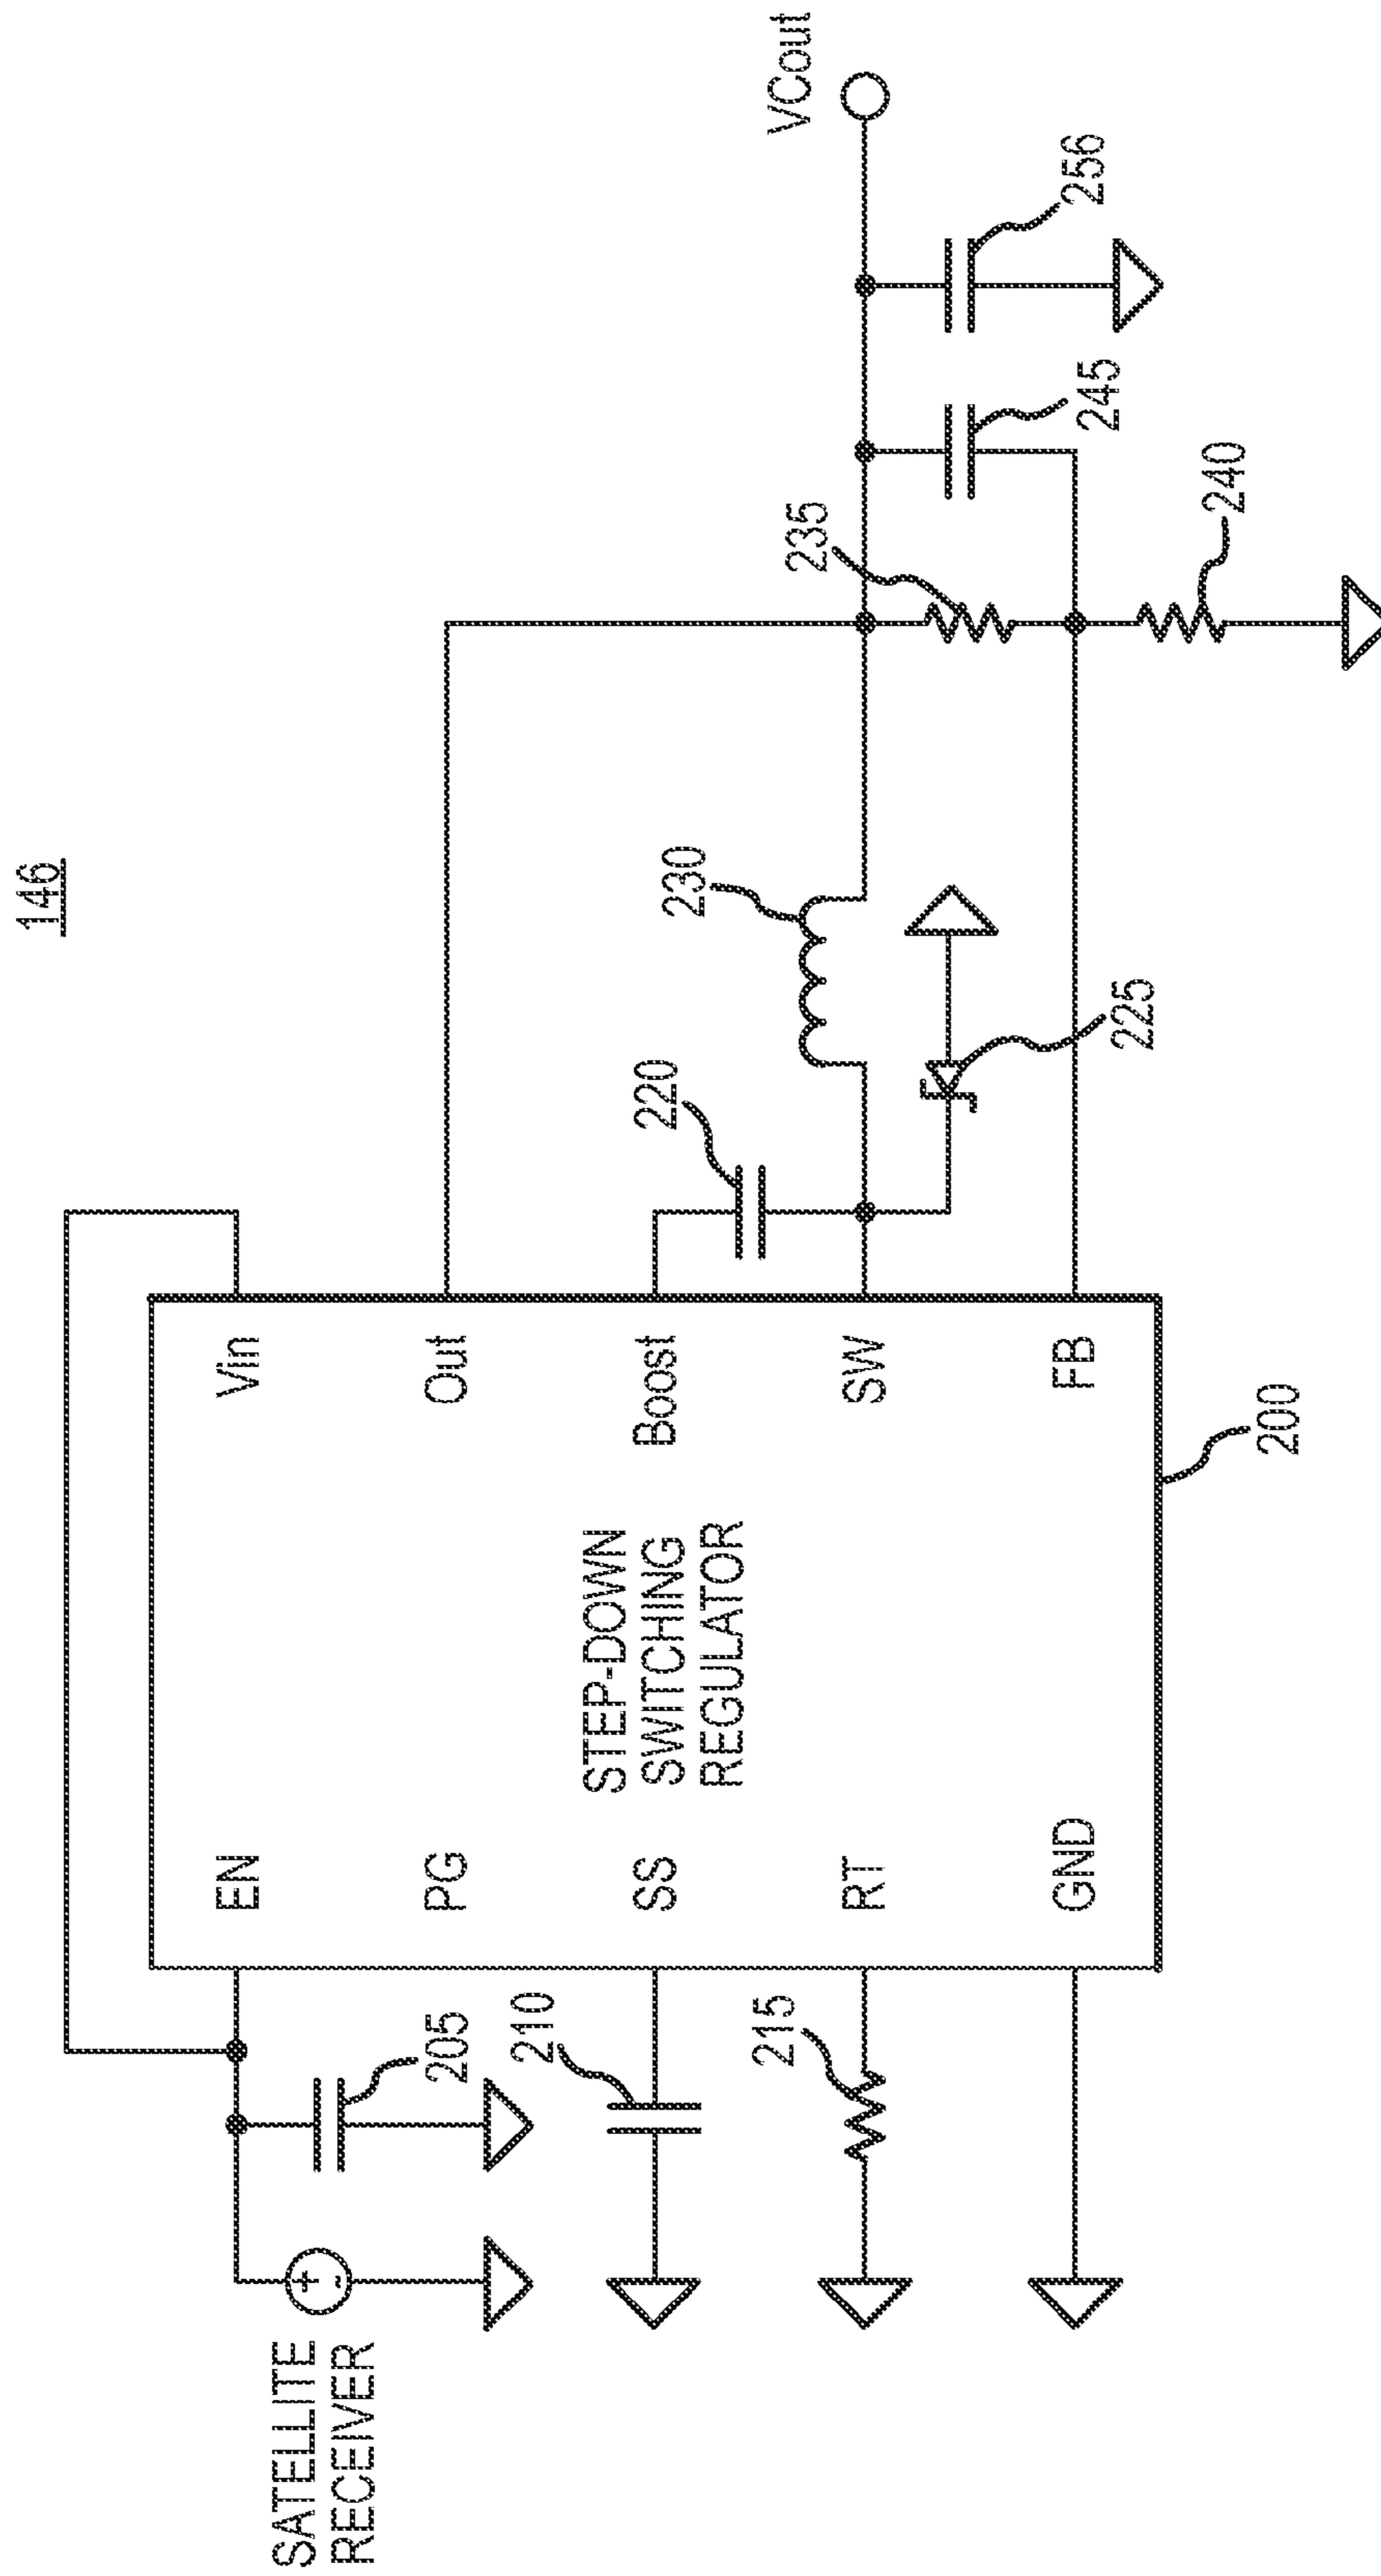 146
SATELLITE
RECEIVER
205
210
215
EN
PG
SS
RT
GND
STEP-DOWN
SWITCHING
REGULATOR
Vin
Out
Boost
SW
FB
200
220
225
230
235
240
245
256
VCout